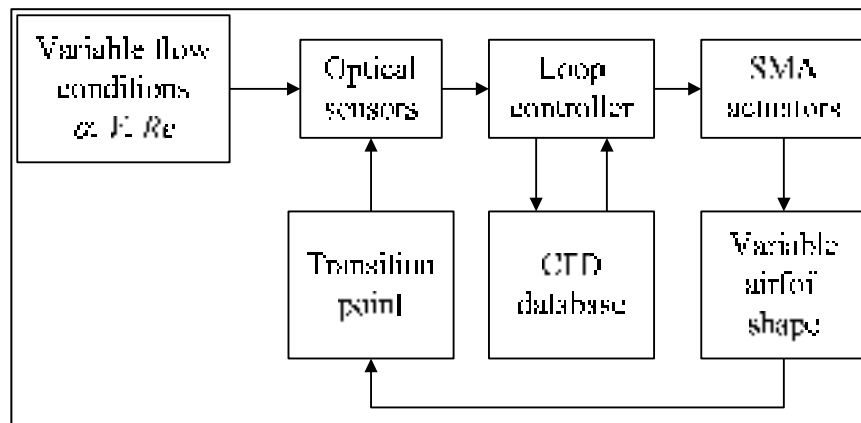 Variable flow
conditions
α, V, Re
Optical
sensors
Loop
controller
SMA
actuators
Transition
point
CFD
database
Variable
airfoil
shape